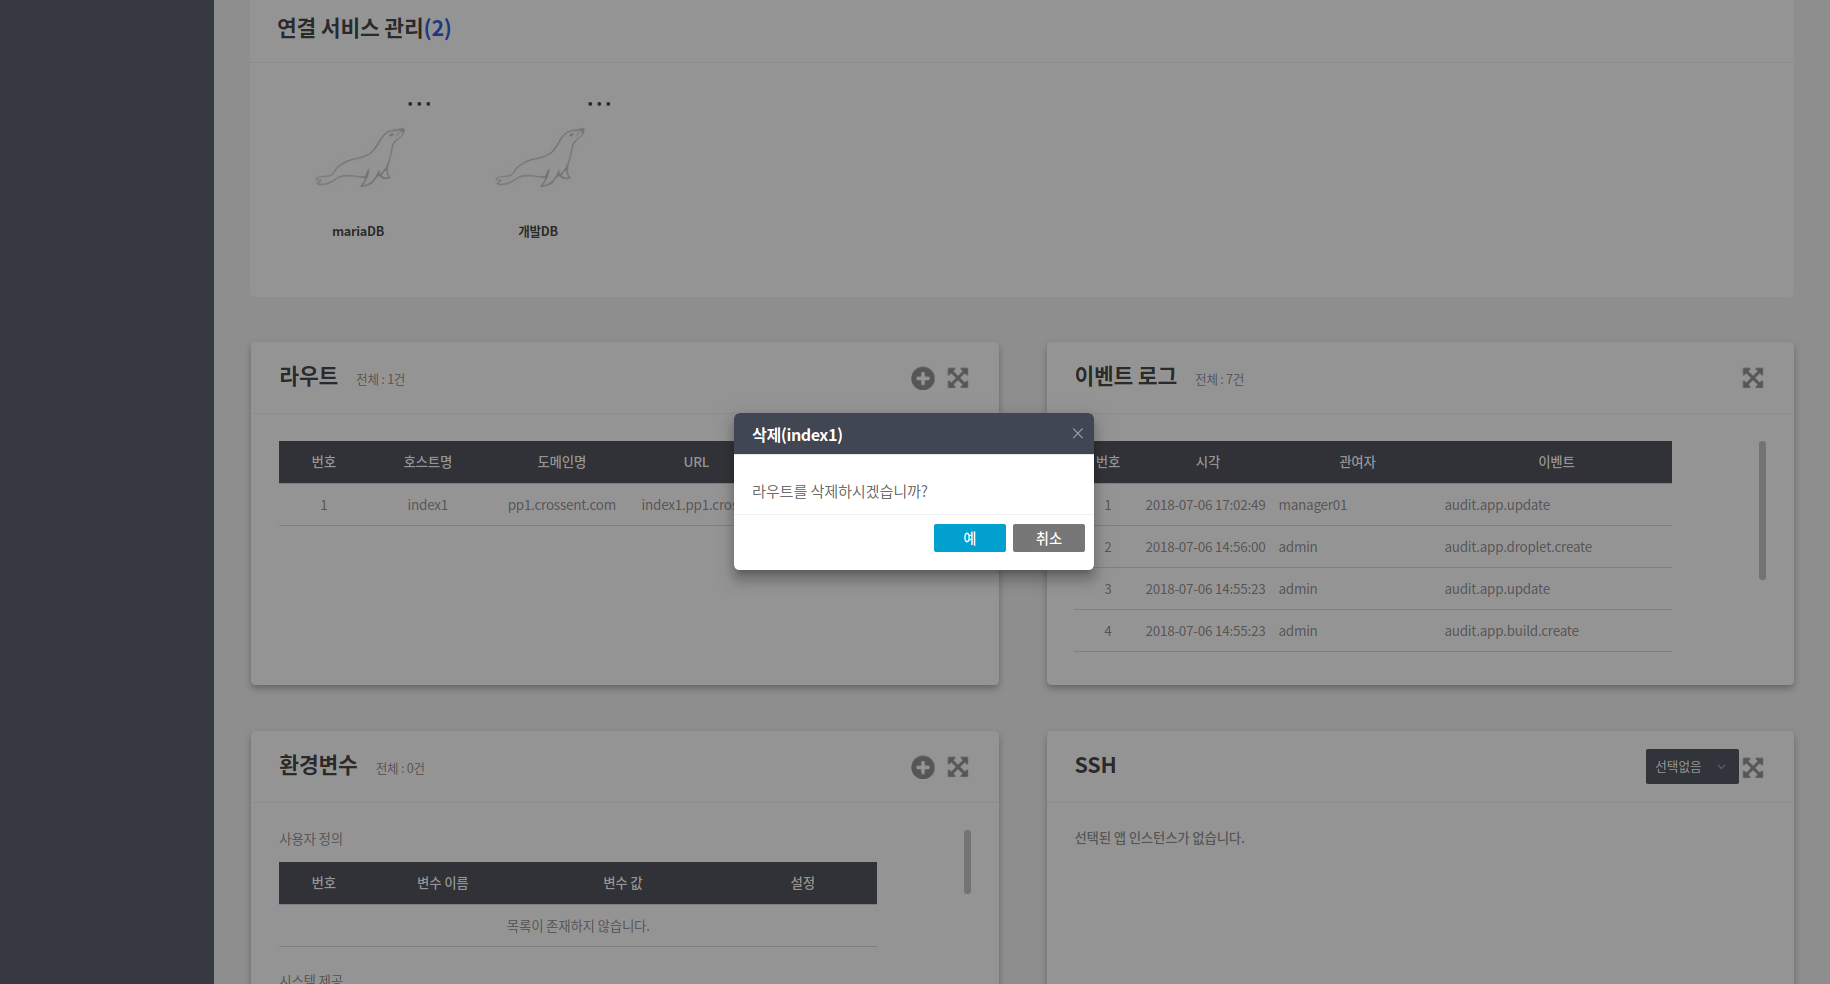 연결 서비스 관리(2)
mariaDB
개발DB
라우트 전체 : 1건
번호 호스트명 도메인명 URL
1 index1 pp1.crossent.com index1.pp1.cros
삭제(index1)
라우트를 삭제하시겠습니까?
예 취소
이벤트 로그 전체 : 7건
번호 시각 관여자 이벤트
1 2018-07-06 17:02:49 manager01 audit.app.update
2 2018-07-06 14:56:00 admin audit.app.droplet.create
3 2018-07-06 14:55:23 admin audit.app.update
4 2018-07-06 14:55:23 admin audit.app.build.create
환경변수 전체 : 0건
사용자 정의
번호 변수 이름 변수 값 설정
목록이 존재하지 않습니다.
시스템 제공
SSH 선택없음
선택된 앱 인스턴스가 없습니다.